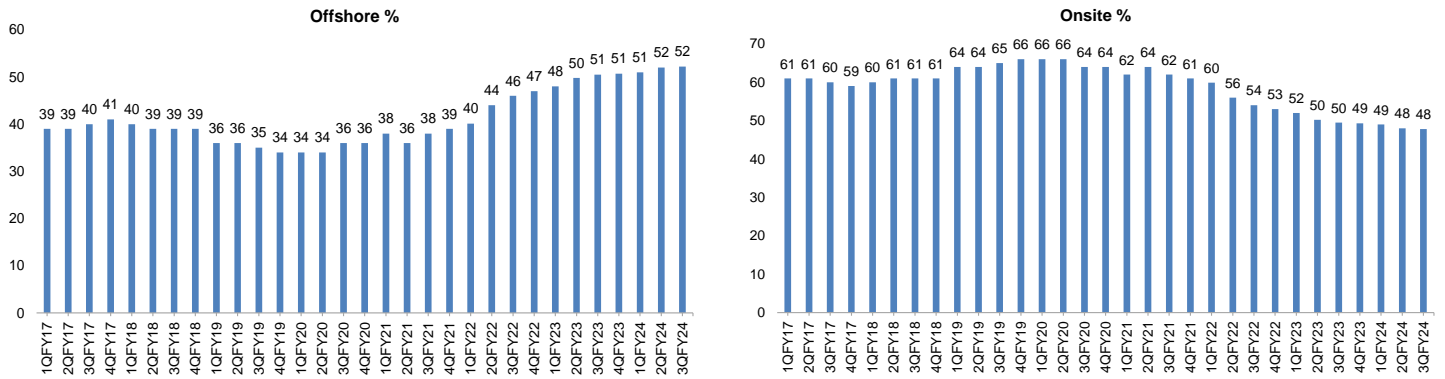 Offshore %
60
50
40
30
20
10
0
39 39 40 41 40 39 39 39 36 36 35 34 34 34 36 36 38 36 38 39 40 44 46 47 48 50 51 51 51 52 52
1QFY17 2QFY17 3QFY17 4QFY17 1QFY18 2QFY18 3QFY18 4QFY18 1QFY19 2QFY19 3QFY19 4QFY19 1QFY20 2QFY20 3QFY20 4QFY20 1QFY21 2QFY21 3QFY21 4QFY21 1QFY22 2QFY22 3QFY22 4QFY22 1QFY23 2QFY23 3QFY23 4QFY23 1QFY24 2QFY24 3QFY24
Onsite %
70
60
50
40
30
20
10
0
61 61 60 59 60 61 61 61 64 64 65 66 66 66 64 64 62 64 62 61 60 56 54 53 52 50 50 49 49 48 48
1QFY17 2QFY17 3QFY17 4QFY17 1QFY18 2QFY18 3QFY18 4QFY18 1QFY19 2QFY19 3QFY19 4QFY19 1QFY20 2QFY20 3QFY20 4QFY20 1QFY21 2QFY21 3QFY21 4QFY21 1QFY22 2QFY22 3QFY22 4QFY22 1QFY23 2QFY23 3QFY23 4QFY23 1QFY24 2QFY24 3QFY24